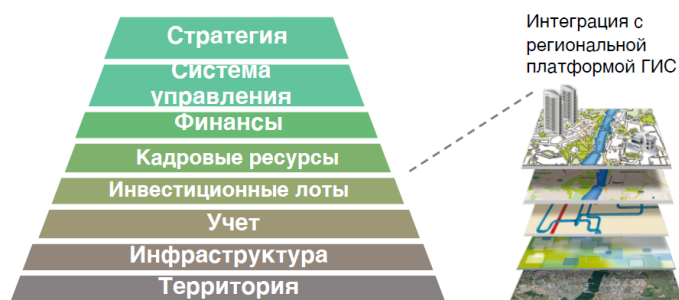 Стратегия
Система
управления
Финансы
Кадровые ресурсы
Инвестиционные лоты
Учет
Инфраструктура
Территория
Интеграция с
региональной
платформой ГИС